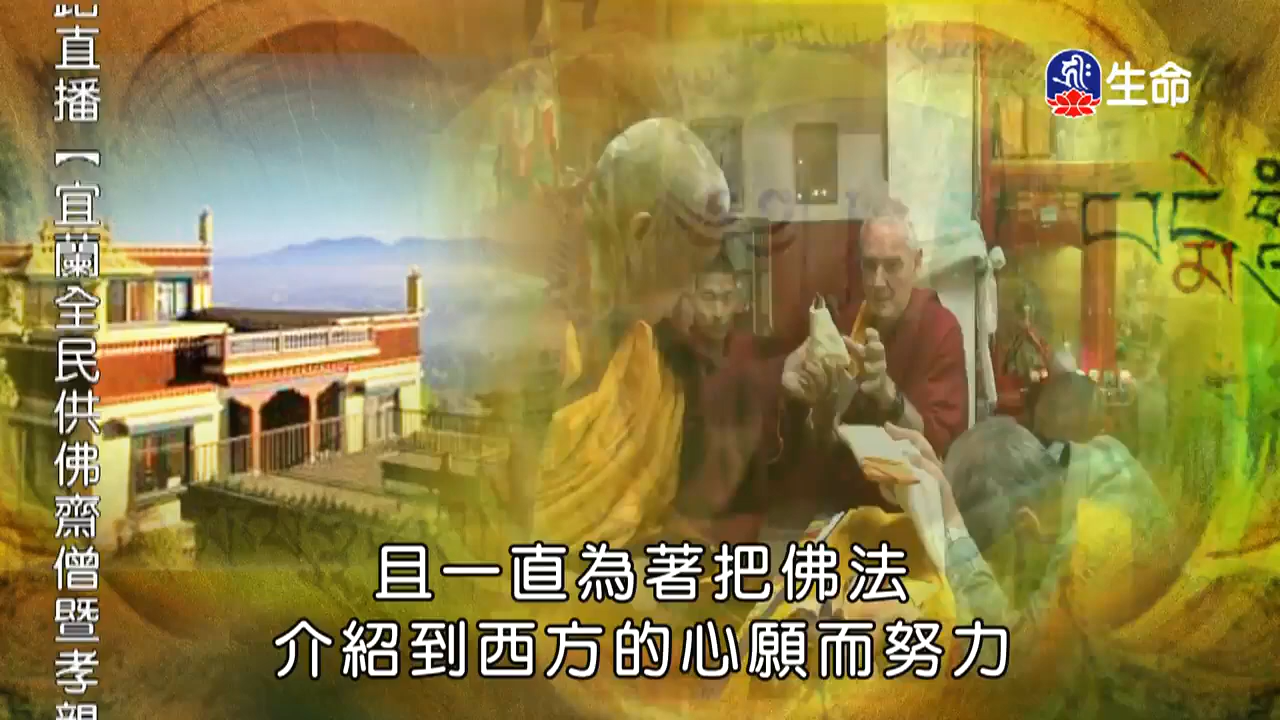 生命
直播【宜蘭全民供佛齋僧暨孝親
且一直為著把佛法
介紹到西方的心願而努力